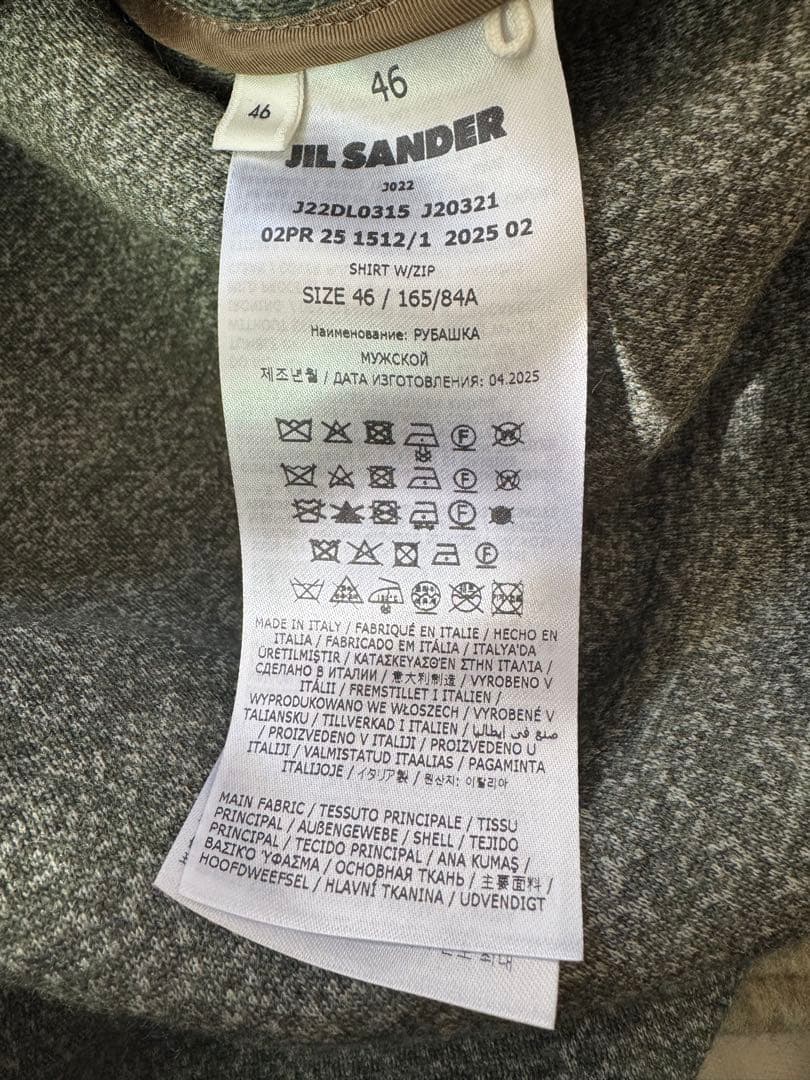 46
46
JIL SANDER
J022
J22DL0315 J20321
02PR 25 1512/1 2025 02
SHIRT W/ZIP
SIZE 46 / 165/84A
Наименование: РУБАШКА
МУЖСКОЙ
제조년월 / ДАТА ИЗГОТОВЛЕНИЯ: 04.2025
MADE IN ITALY / FABRIQUÉ EN ITALIE / HECHO EN
ITALIA / FABRICADO EM ITÁLIA / ITALYA'DA
ÜRETILMIŞTIR / ΚΑΤΑΣΚΕΥΑΣΘΕΝ ΣΤΗΝ ΙΤΑΛΙΑ /
СДЕЛАНО В ИТАЛИИ / 意大利制造 / VYROBENO V
ITÁLII / FREMSTILLET I ITALIEN /
WYPRODUKOWANO WE WŁOSZECH / VYROBENÉ V
TALIANSKU / TILLVERKAD I ITALIEN / صنع في إيطاليا
/ PROIZVEDENO V ITALIJI / PROIZVEDENO U
ITALIJI / VALMISTATUD ITAALIAS / PAGAMINTA
ITALIJOJE / イタリア製 / 원산지: 이탈리아
MAIN FABRIC / TESSUTO PRINCIPALE / TISSU
PRINCIPAL / AUßENGEWEBE / SHELL / TEJIDO
PRINCIPAL / TECIDO PRINCIPAL / ANA KUMAŞ /
ΒΑΣΙΚΌ ΎΦΑΣΜΑ / ОСНОВНАЯ ТКАНЬ / 主要面料 /
HOOFDWEEFSEL / HLAVNÍ TKANINA / UDVENDIGT